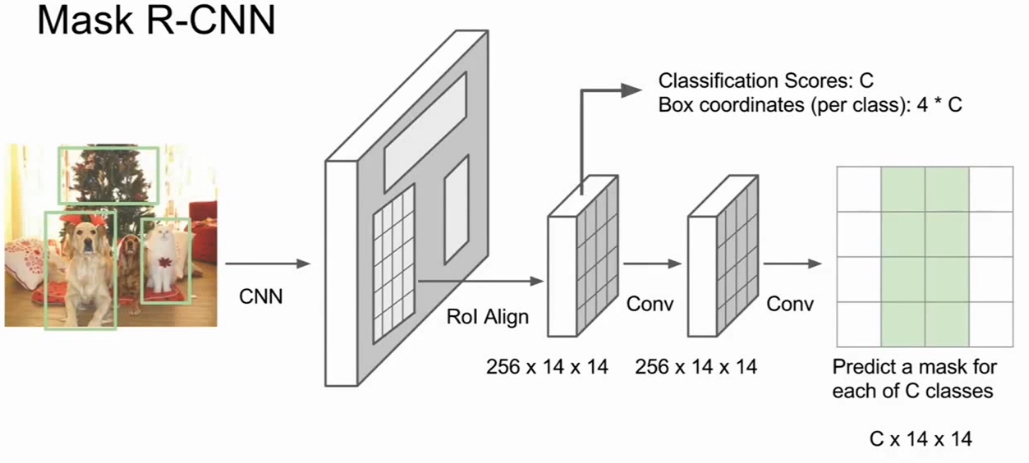 Mask R-CNN
Classification Scores: C
Box coordinates (per class): 4 * C
CNN
RoI Align
Conv
Conv
256 x 14 x 14
256 x 14 x 14
Predict a mask for
each of C classes
C x 14 x 14